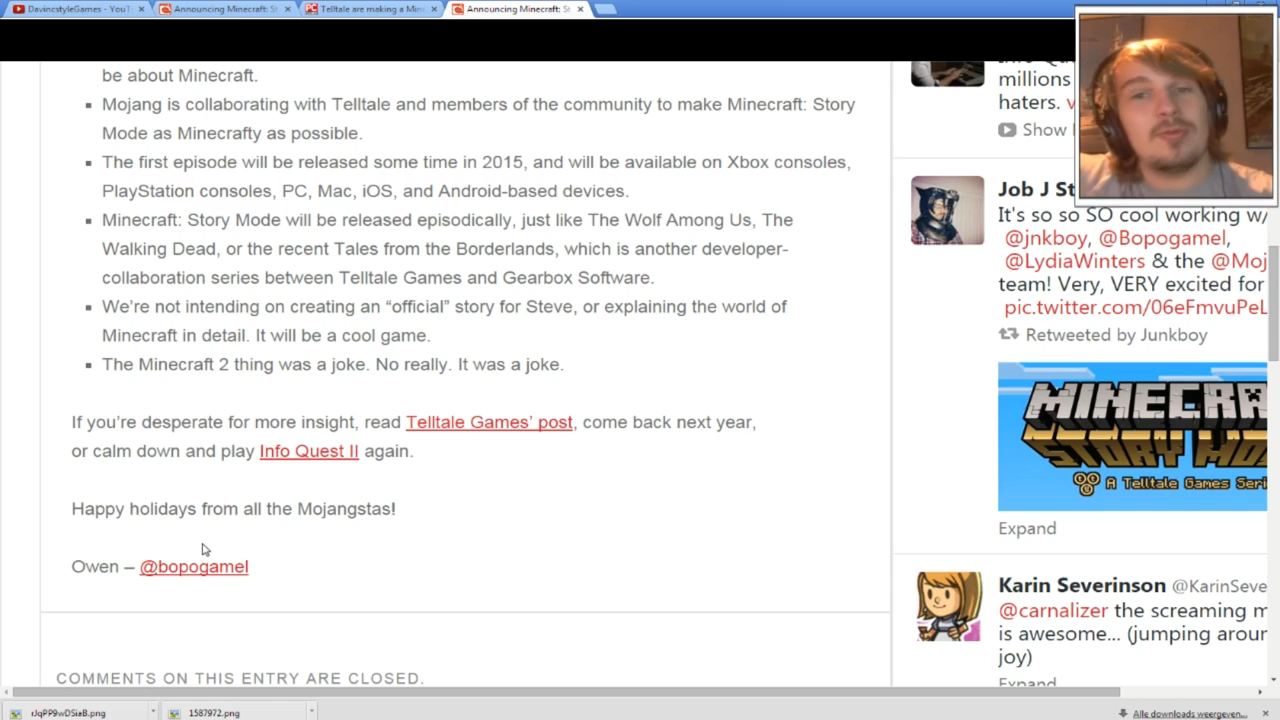 DavincstyleGames - YouT
Announcing Minecraft: St
Telltale are making a Min
Announcing Minecraft: St
be about Minecraft.
Mojang is collaborating with Telltale and members of the community to make Minecraft: Story
Mode as Minecrafty as possible.
The first episode will be released some time in 2015, and will be available on Xbox consoles,
PlayStation consoles, PC, Mac, iOS, and Android-based devices.
Minecraft: Story Mode will be released episodically, just like The Wolf Among Us, The
Walking Dead, or the recent Tales from the Borderlands, which is another developer-
collaboration series between Telltale Games and Gearbox Software.
We’re not intending on creating an “official” story for Steve, or explaining the world of
Minecraft in detail. It will be a cool game.
The Minecraft 2 thing was a joke. No really. It was a joke.
If you’re desperate for more insight, read Telltale Games’ post, come back next year,
or calm down and play Info Quest II again.
Happy holidays from all the Mojangstas!
Owen – @bopogamel
COMMENTS ON THIS ENTRY ARE CLOSED.
millions
haters.
Show
Job J St
It's so so SO cool working w/
@jnkboy, @Bopogamel,
@LydiaWinters & the @Moj
team! Very, VERY excited for
pic.twitter.com/06eFmvuPeL
Retweeted by Junkboy
MINECRA
STORY MO
A Telltale Games Seri
Expand
Karin Severinson @KarinSeve
@carnalizer the screaming m
is awesome... (jumping arour
joy)
Expand
rJqPP9wDSiaB.png
1587972.png
Alle downloads weergeven...